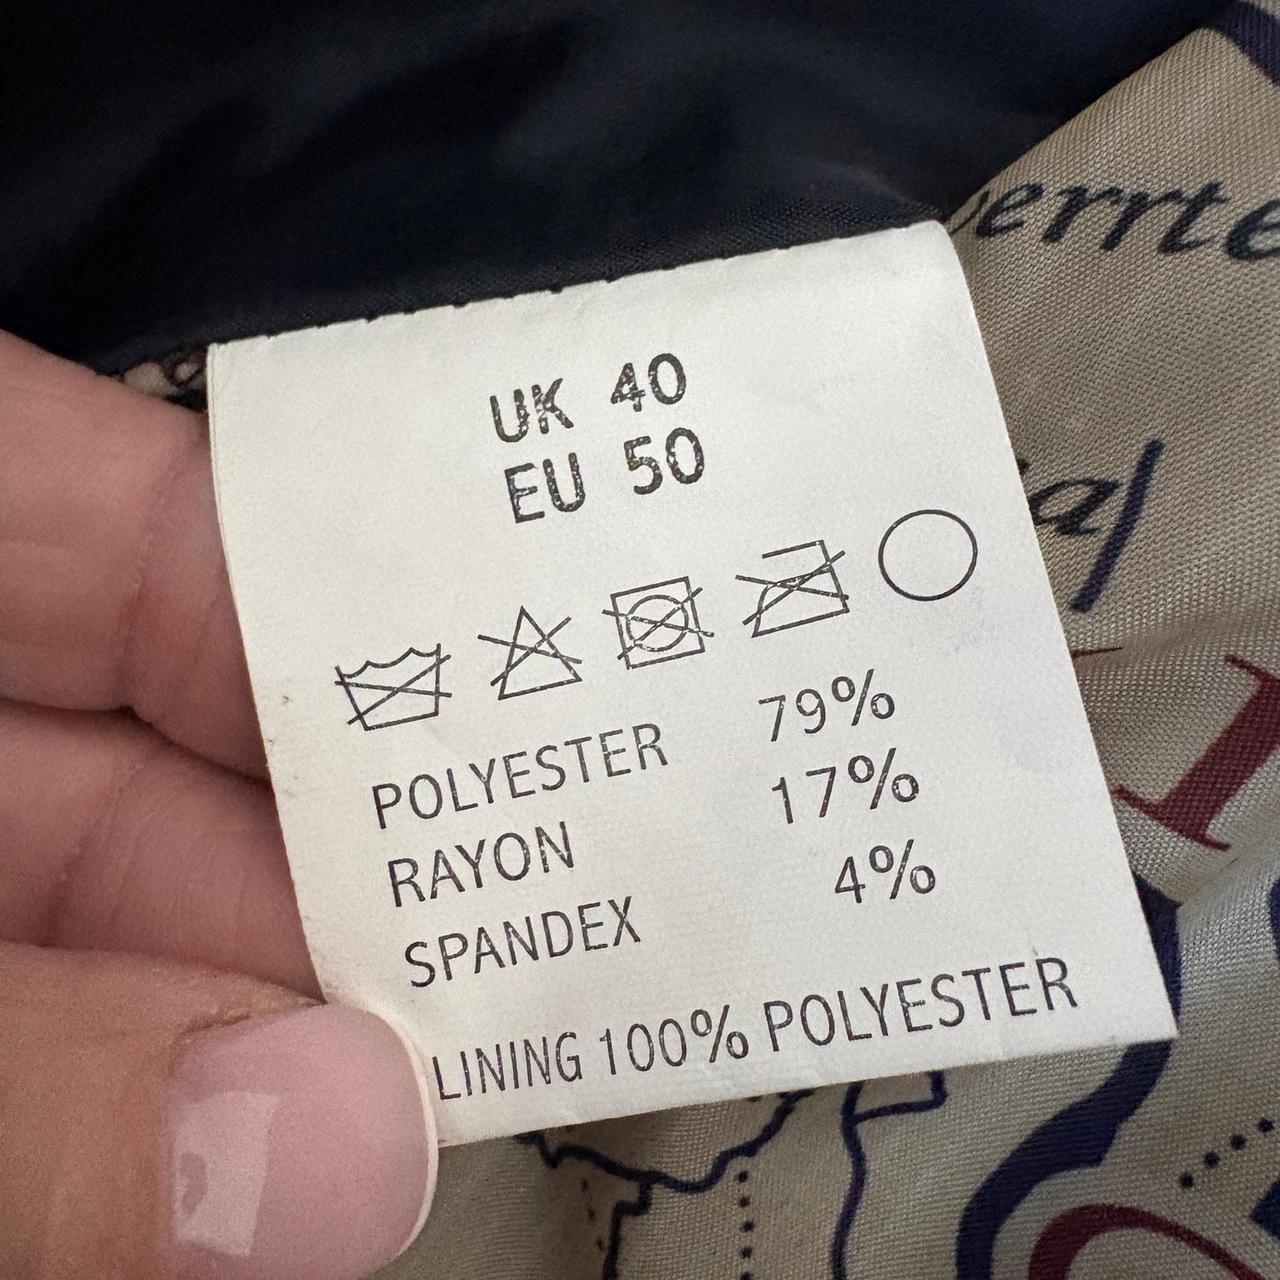 UK 40
EU 50
POLYESTER 79%
RAYON 17%
SPANDEX 4%
LINING 100% POLYESTER